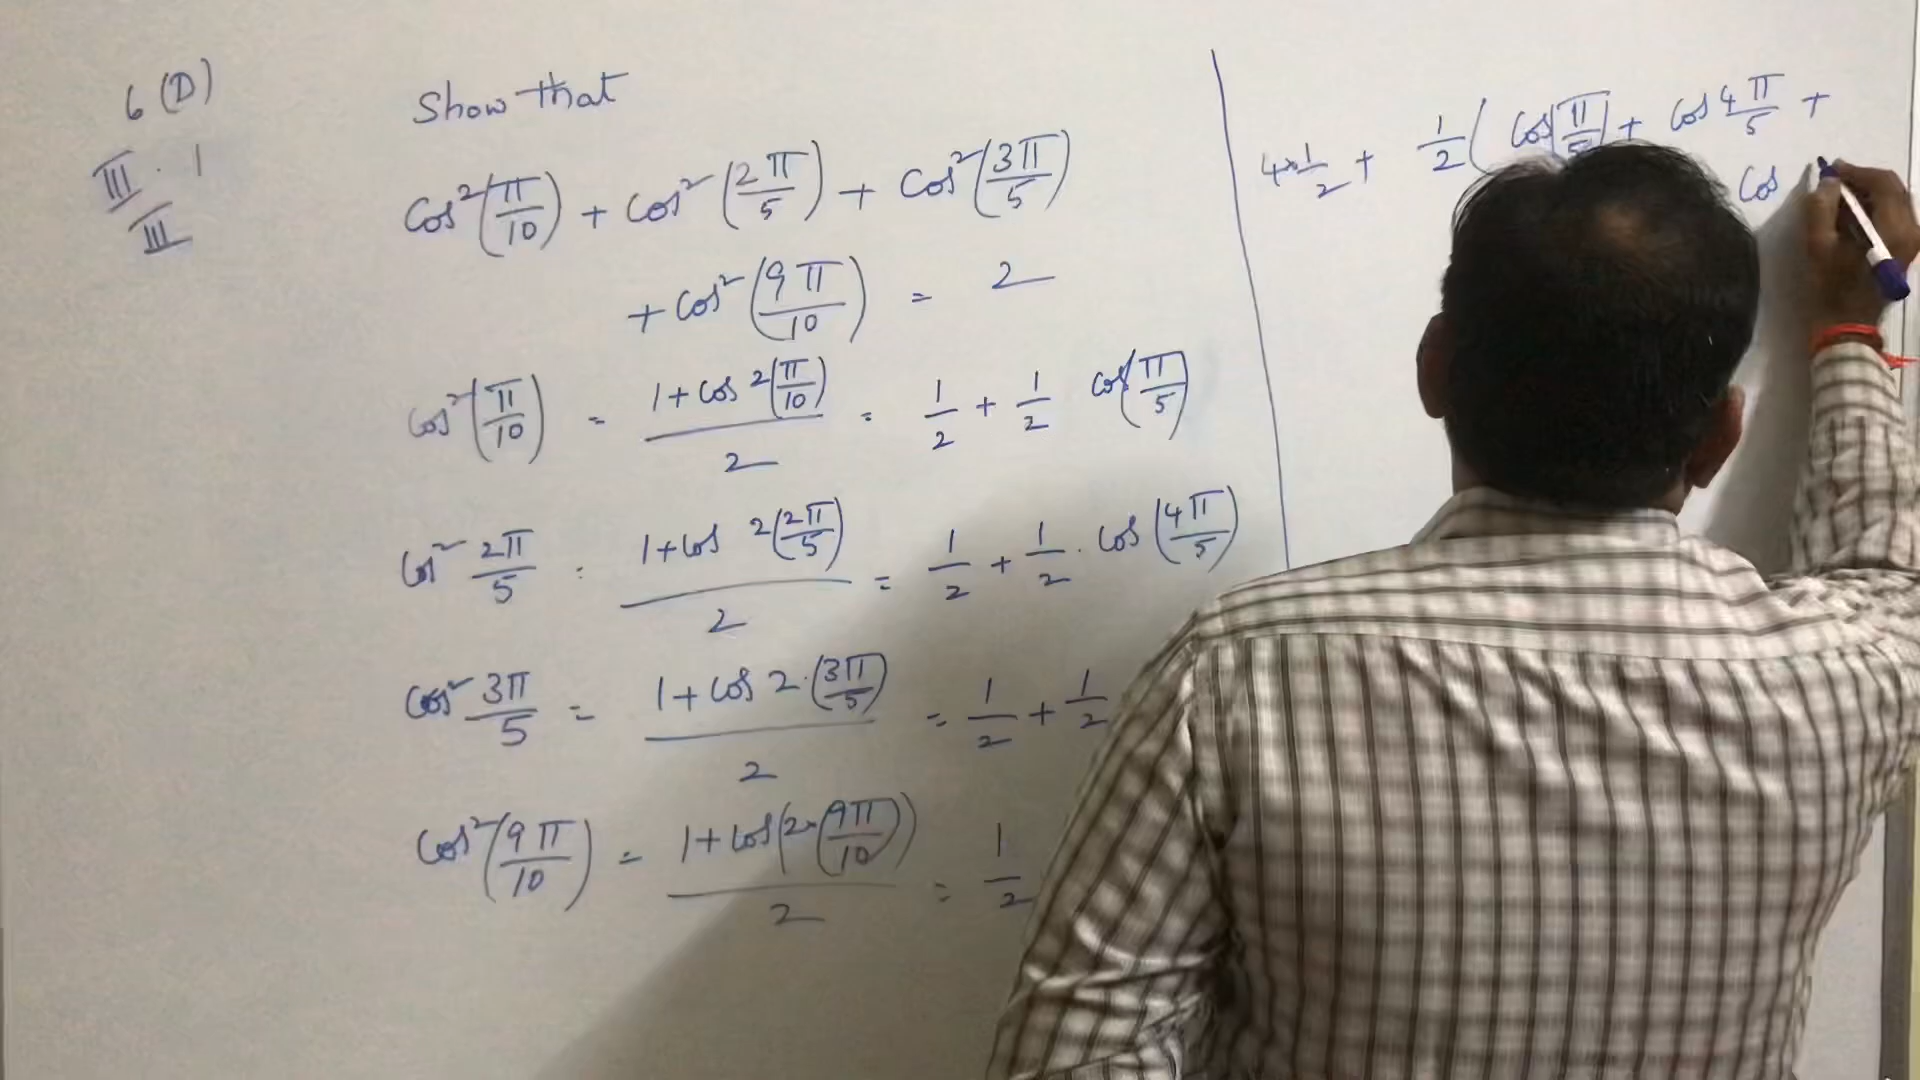 6 (D)
III . 1
III
Show that
cos²(π/10) + cos²(2π/5) + cos²(3π/5)
+ cos²(9π/10) = 2
cos²(π/10) = (1 + cos 2(π/10))/2 = 1/2 + 1/2 cos(π/5)
cos² 2π/5 = (1 + cos 2(2π/5))/2 = 1/2 + 1/2 . cos(4π/5)
cos² 3π/5 = (1 + cos 2.(3π/5))/2 = 1/2 + 1/2
cos²(9π/10) = (1 + cos(2×(9π/10)))/2 = 1/2
4×1/2 + 1/2 ( cos(π/5) + cos 4π/5 +
cos